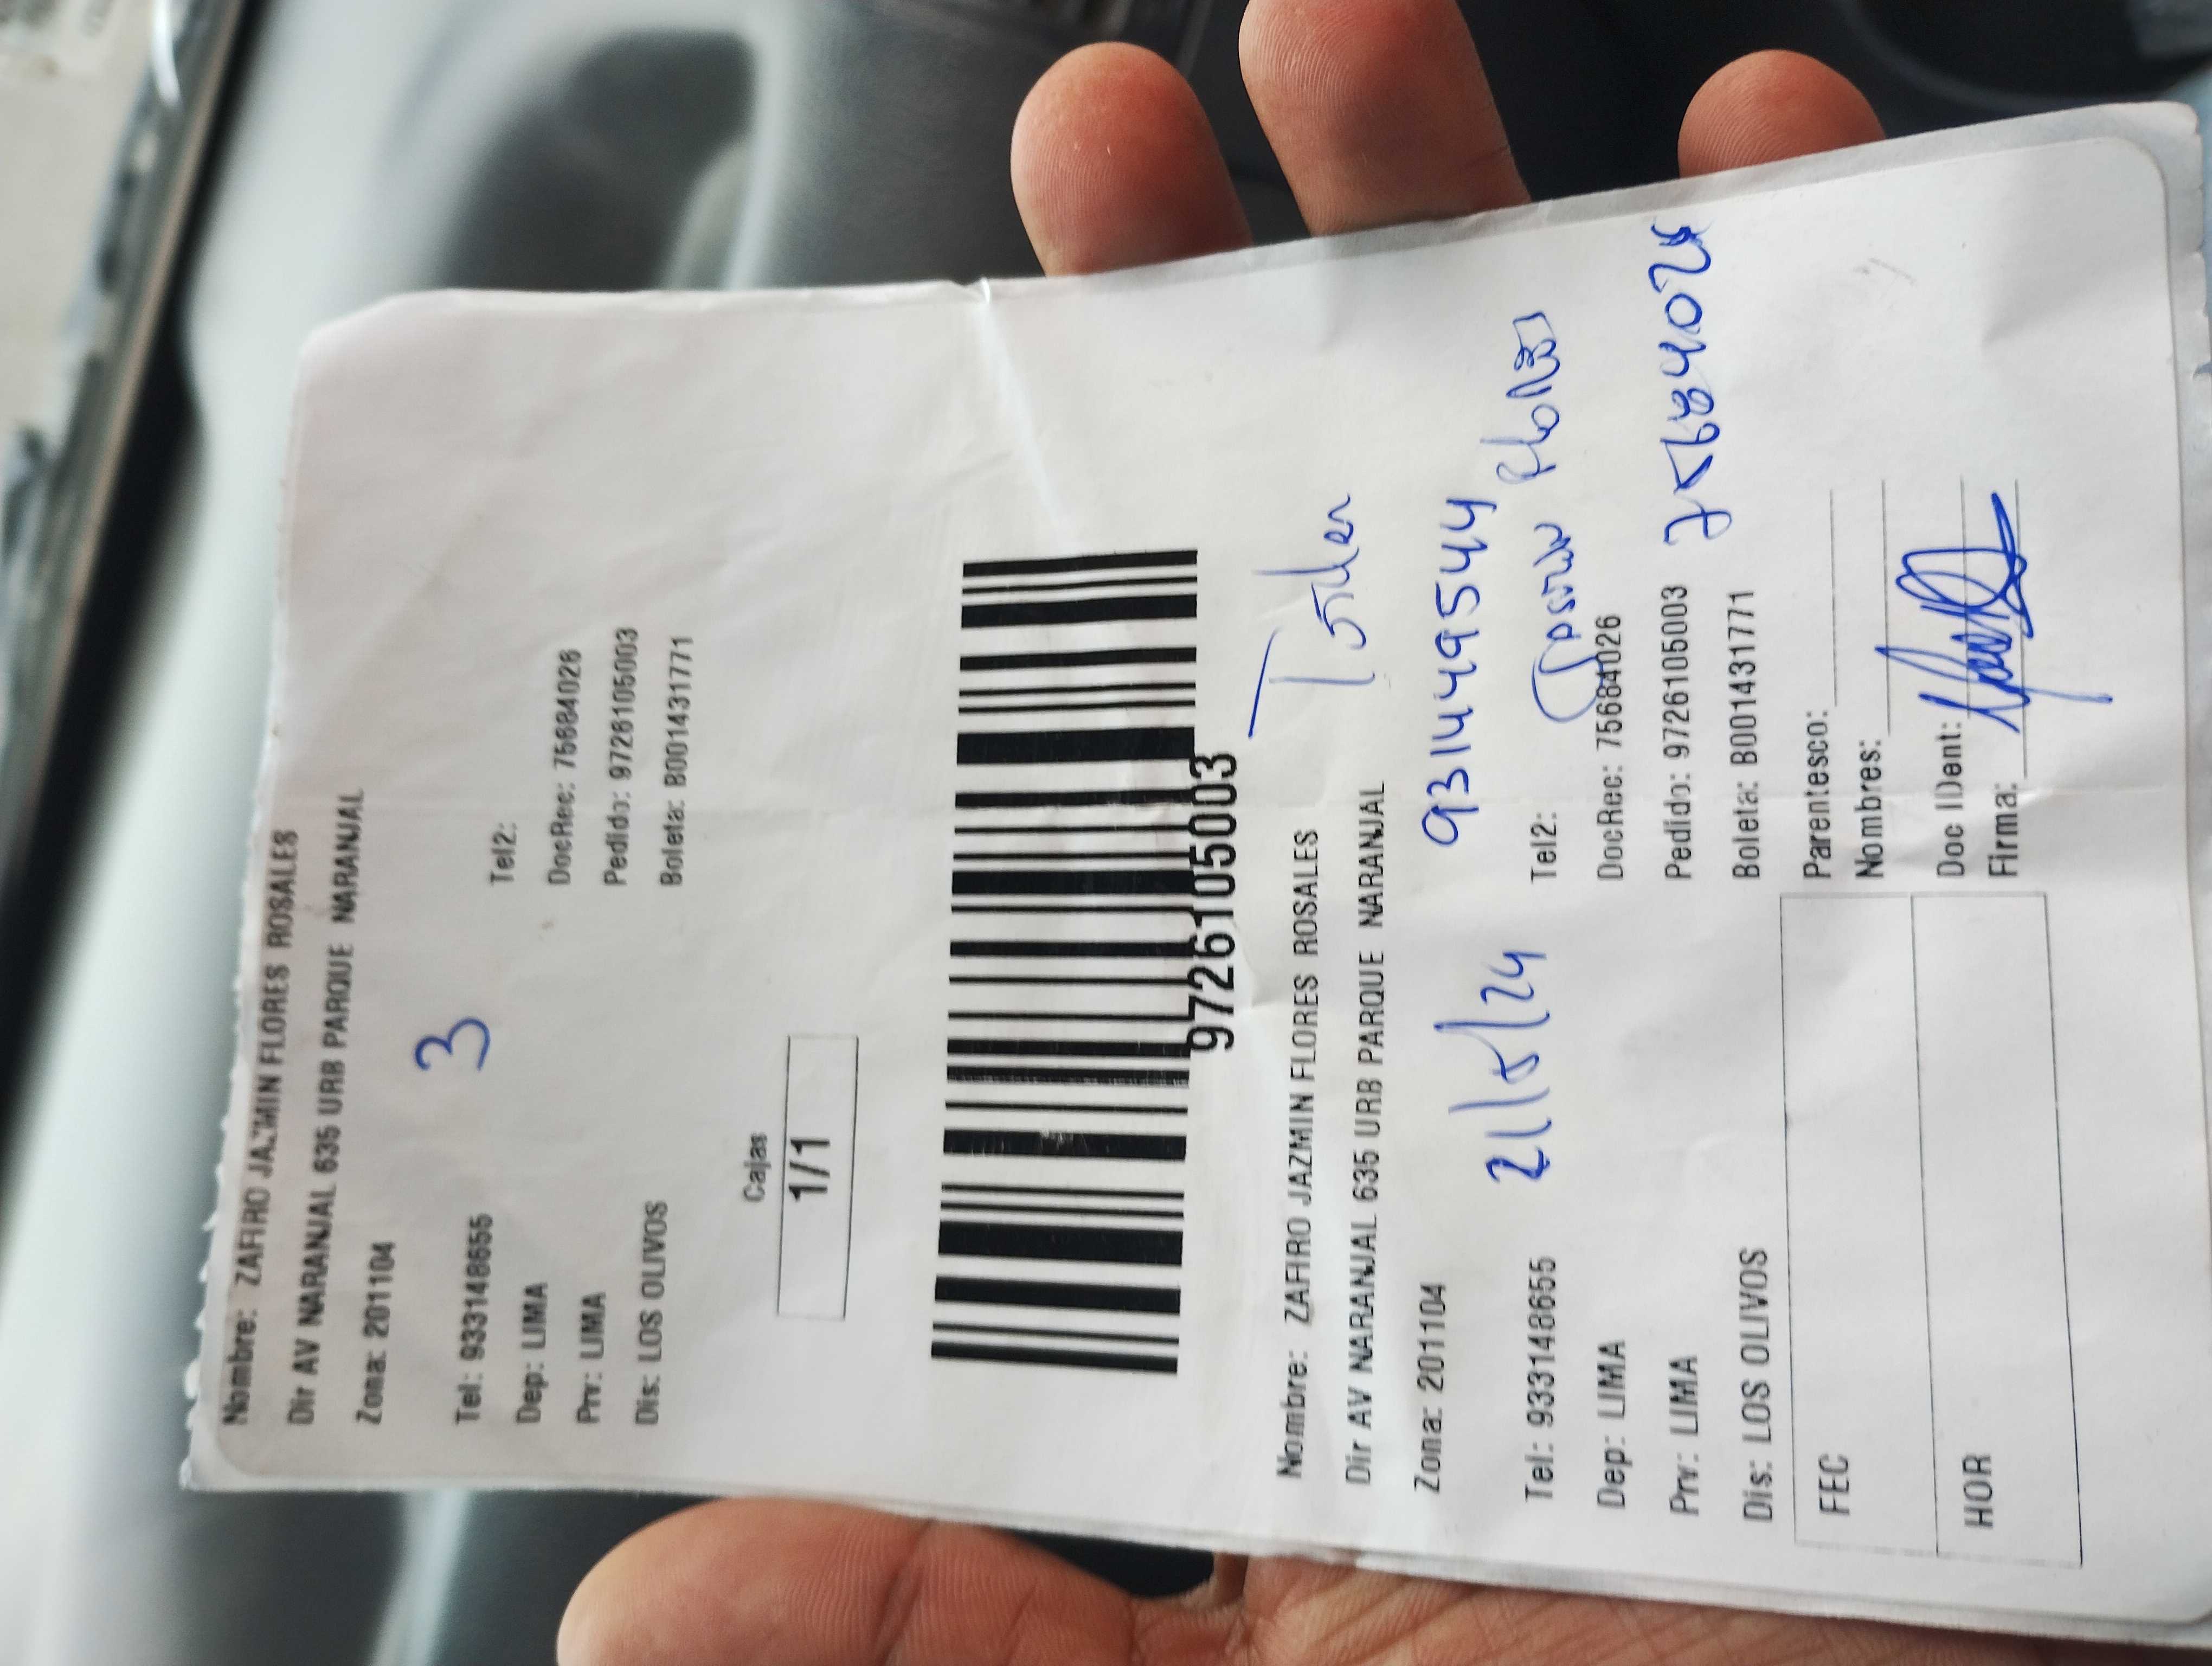 Nombre: ZAFIRO JAZMIN FLORES ROSALES
Dir AV NARANJAL 635 URB PARQUE NARANJAL
Zona: 201104
3
Tel: 933148655 Tel2:
Dep: LIMA DocRec: 75684026
Prv: LIMA Pedido: 9726105003
Dis: LOS OLIVOS Boleta: B001431771
Cajas
1/1
9726105003
Nombre: ZAFIRO JAZMIN FLORES ROSALES
Dir AV NARANJAL 635 URB PARQUE NARANJAL
Zona: 201104
931449544
21/5/24
Flores
Tel: 933148655 Tel2:
Dep: LIMA DocRec: 75684026
Prv: LIMA Pedido: 9726105003
Dis: LOS OLIVOS Boleta: B001431771
FEC Parentesco:
Nombres:
HOR Doc IDent:
Firma: